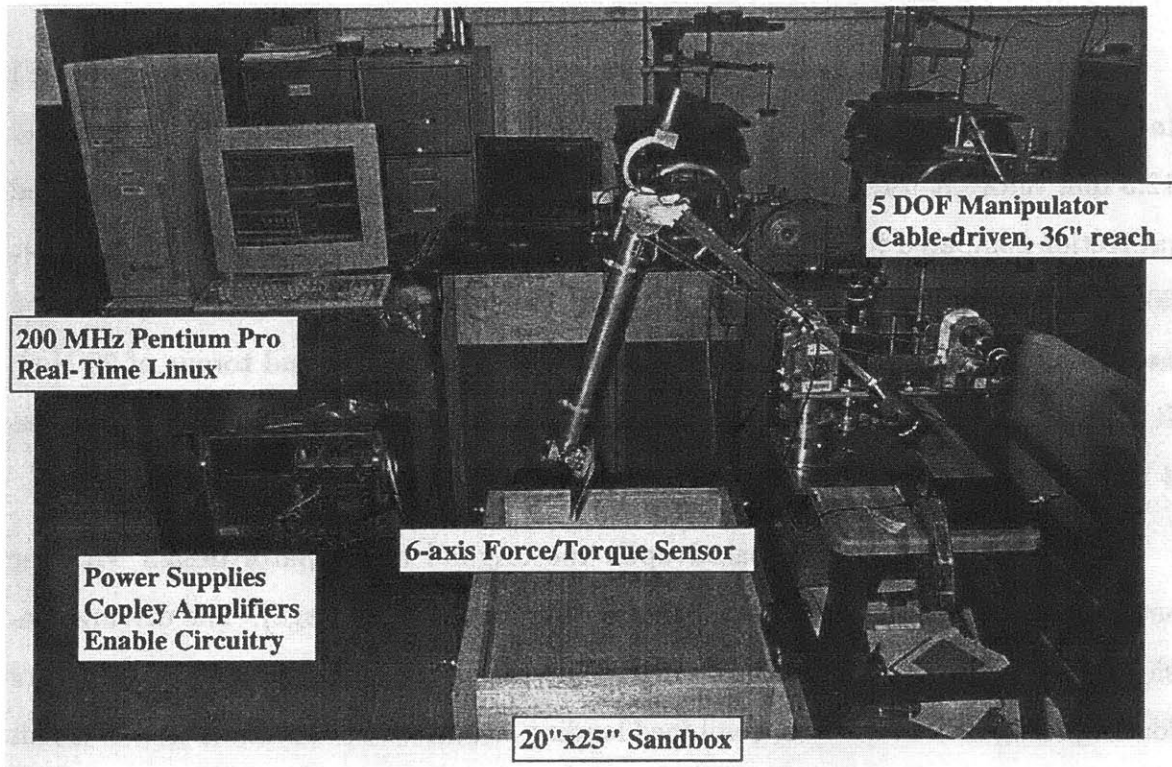 5 DOF Manipulator
Cable-driven, 36" reach
200 MHz Pentium Pro
Real-Time Linux
6-axis Force/Torque Sensor
Power Supplies
Copley Amplifiers
Enable Circuitry
20"x25" Sandbox